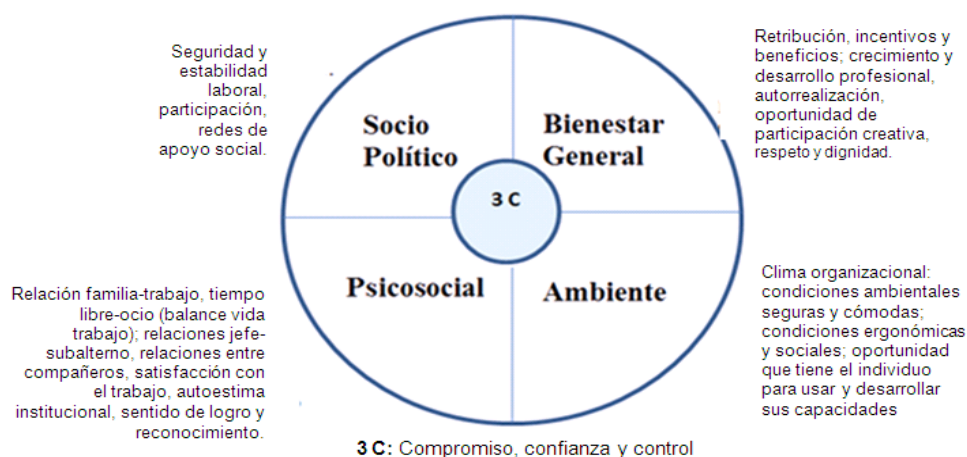 Seguridad y
estabilidad
laboral,
participación,
redes de
apoyo social.
Socio
Político
Bienestar
General
Retribución, incentivos y
beneficios; crecimiento y
desarrollo profesional,
autorrealización,
oportunidad de
participación creativa,
respeto y dignidad.
3 C
Relación familia-trabajo, tiempo
libre-ocio (balance vida
trabajo); relaciones jefe-
subalterno, relaciones entre
compañeros, satisfacción con
el trabajo, autoestima
institucional, sentido de logro y
reconocimiento.
Psicosocial
Ambiente
Clima organizacional:
condiciones ambientales
seguras y cómodas;
condiciones ergonómicas
y sociales; oportunidad
que tiene el individuo
para usar y desarrollar
sus capacidades
3 C: Compromiso, confianza y control